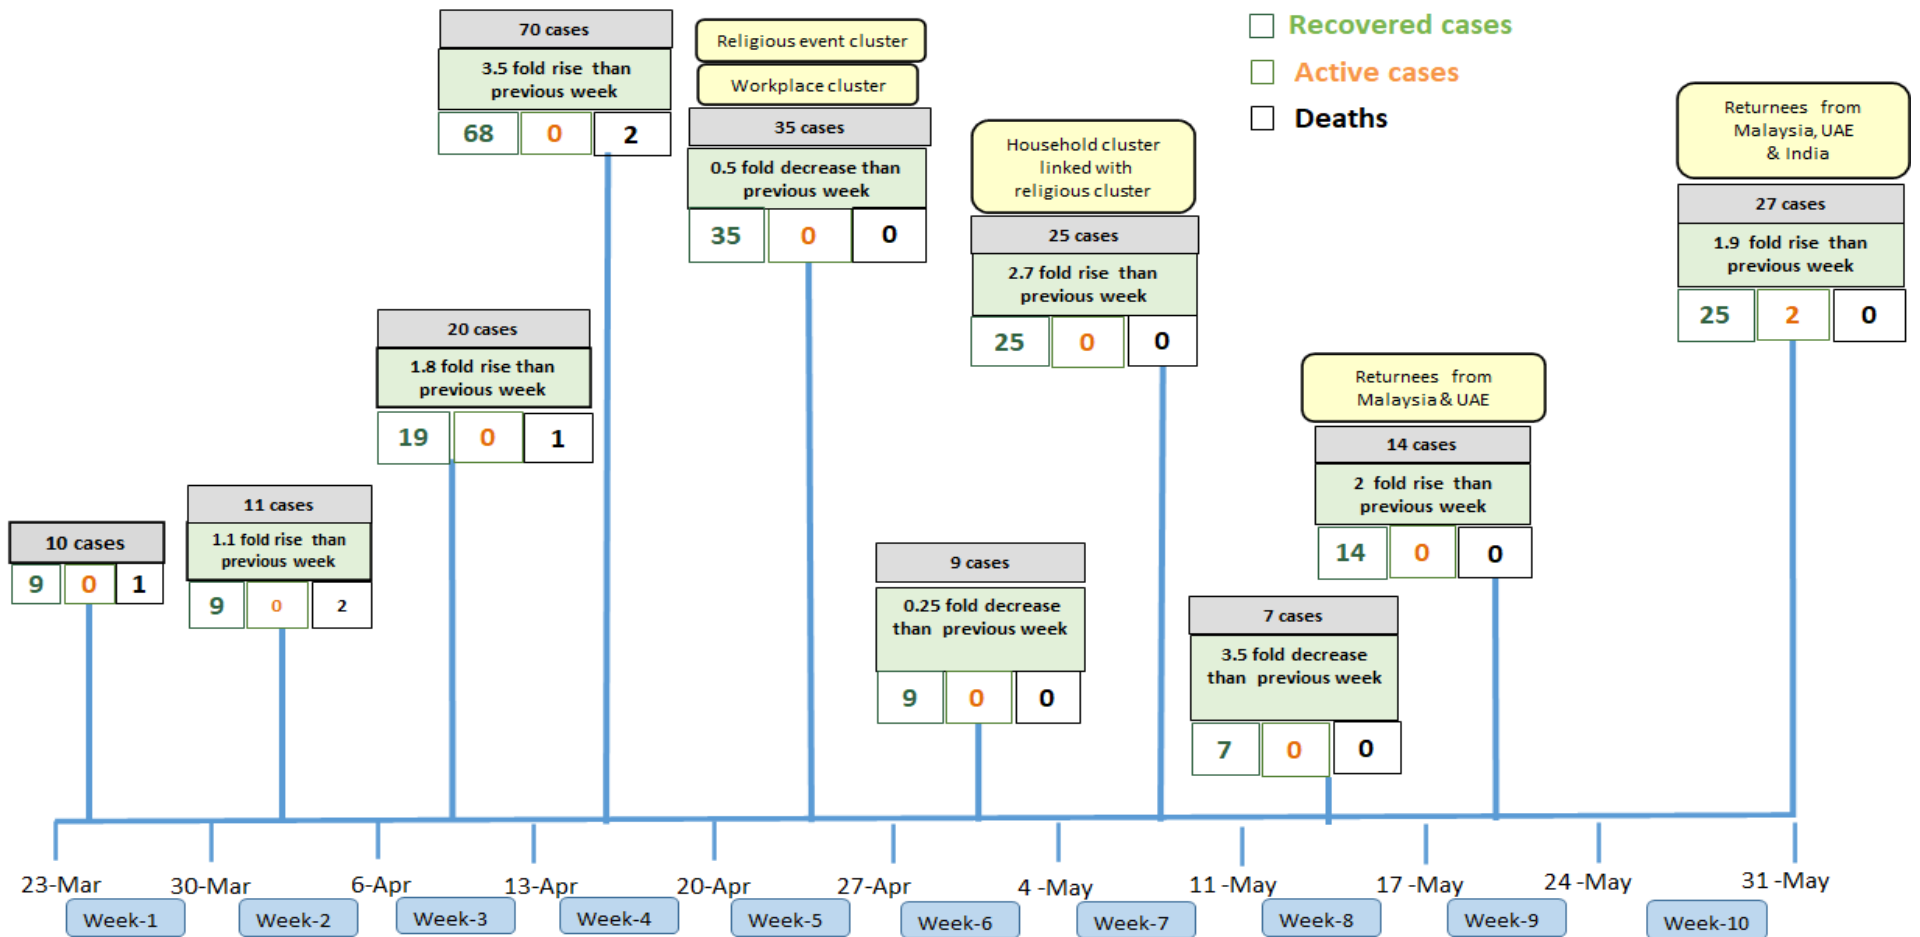 70 cases
3.5 fold rise than
previous week
68 0 2
Religious event cluster
Workplace cluster
35 cases
0.5 fold decrease than
previous week
35 0 0
Recovered cases
Active cases
Deaths
Household cluster
linked with
religious cluster
25 cases
2.7 fold rise than
previous week
25 0 0
Returnees from
Malaysia, UAE
& India
27 cases
1.9 fold rise than
previous week
25 2 0
20 cases
1.8 fold rise than
previous week
19 0 1
Returnees from
Malaysia & UAE
14 cases
2 fold rise than
previous week
14 0 0
10 cases
9 0 1
11 cases
1.1 fold rise than
previous week
9 0 2
9 cases
0.25 fold decrease
than previous week
9 0 0
7 cases
3.5 fold decrease
than previous week
7 0 0
23-Mar 30-Mar 6-Apr 13-Apr 20-Apr 27-Apr 4 -May 11 -May 17 -May 24 -May 31 -May
Week-1 Week-2 Week-3 Week-4 Week-5 Week-6 Week-7 Week-8 Week-9 Week-10